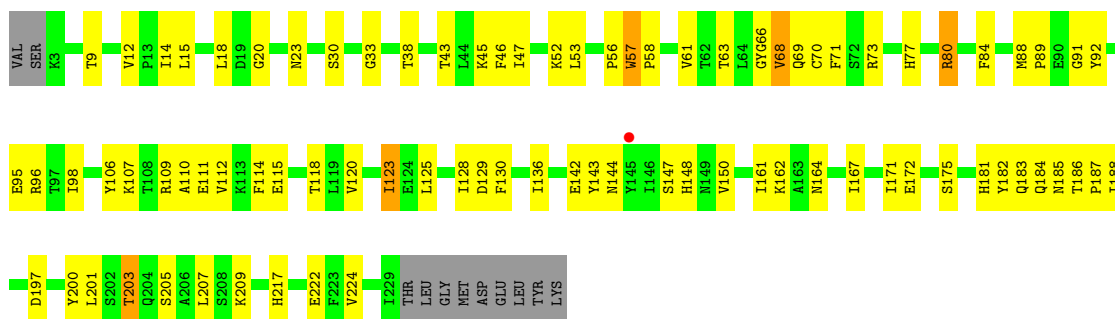 VAL SER K3 T9 V12 P13 I14 L15 L18 D19 G20 N23 S30 G33 T38 T43 L44 K45 F46 I47 K52 L53 P56 W57 P58 V61 T62 T63 L64 GYG66 V68 Q69 C70 F71 S72 R73 H77 R80 F84 M88 P89 E90 G91 Y92
E95 R96 T97 I98 Y106 K107 T108 R109 A110 E111 V112 K113 F114 E115 T118 L119 V120 I123 E124 L125 I128 D129 F130 I136 E142 Y143 N144 Y145 I146 S147 H148 N149 V150 I161 K162 A163 N164 I167 I171 E172 S175 H181 Y182 Q183 Q184 N185 T186 P187
D197 Y200 L201 S202 T203 Q204 S205 A206 L207 S208 K209 H217 E222 F223 V224 I229 THR LEU GLY MET ASP GLU LEU TYR LYS